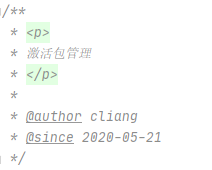 /**
 * <p>
 * 激活包管理
 * </p>
 *
 * @author cliang
 * @since 2020-05-21
 */